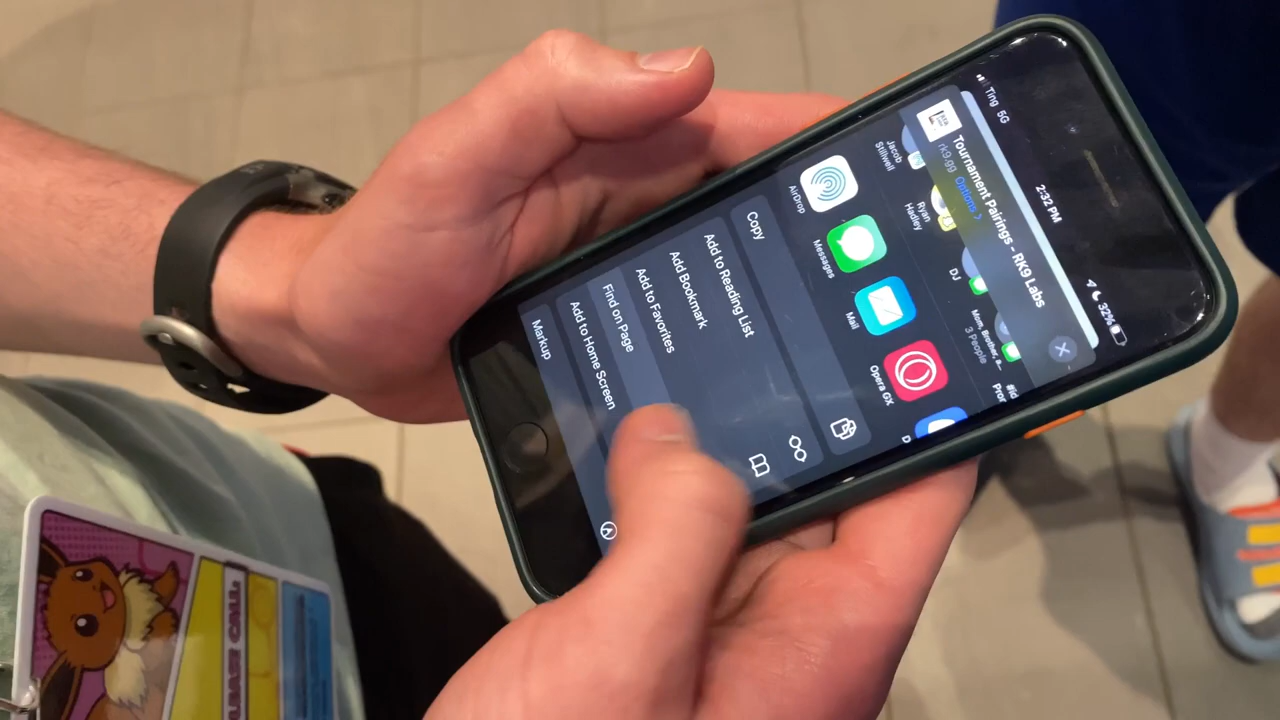 Ting 5G
2:32 PM
32%
Tournament Pairings - RK9 Labs
rk9.gg Options >
Jacob
Stillwell
Ryan
Hadley
DJ
Mom, Brother, a...
3 People
AirDrop
Messages
Mail
Opera GX
Copy
Add to Reading List
Add Bookmark
Add to Favorites
Find on Page
Add to Home Screen
Markup